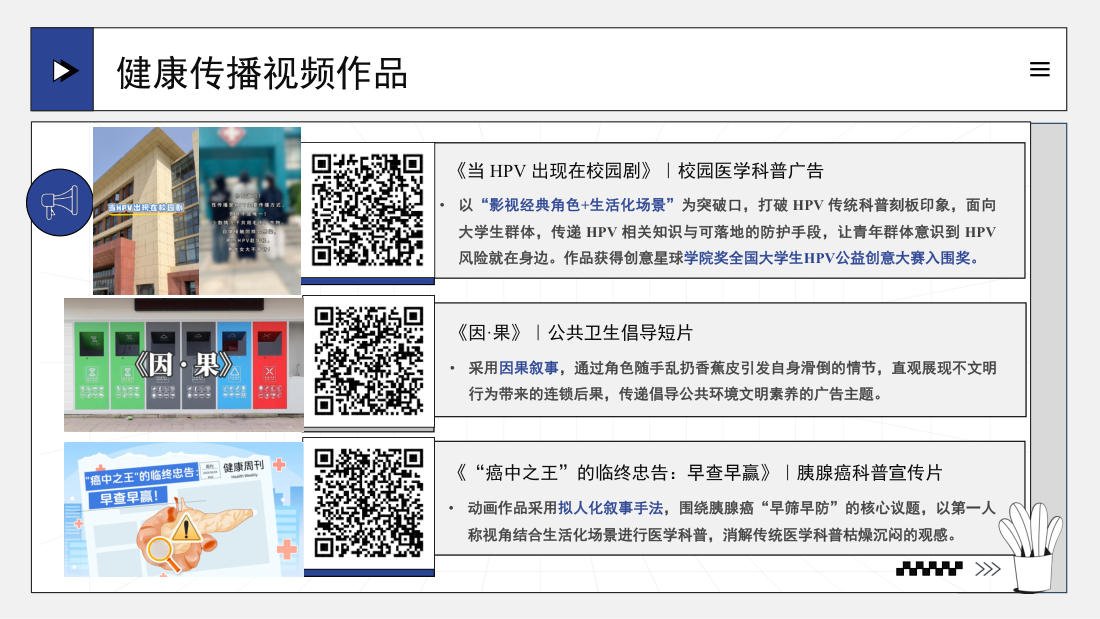 健康传播视频作品
当HPV出现在校园剧
《当 HPV 出现在校园剧》｜校园医学科普广告
• 以“影视经典角色+生活化场景”为突破口，打破 HPV 传统科普刻板印象，面向
大学生群体，传递 HPV 相关知识与可落地的防护手段，让青年群体意识到 HPV
风险就在身边。作品获得创意星球学院奖全国大学生HPV公益创意大赛入围奖。
《因·果》
《因·果》｜公共卫生倡导短片
• 采用因果叙事，通过角色随手乱扔香蕉皮引发自身滑倒的情节，直观展现不文明
行为带来的连锁后果，传递倡导公共环境文明素养的广告主题。
“癌中之王”的临终忠告：
早查早赢！
健康周刊
Health Weekly
《“癌中之王”的临终忠告：早查早赢》｜胰腺癌科普宣传片
• 动画作品采用拟人化叙事手法，围绕胰腺癌“早筛早防”的核心议题，以第一人
称视角结合生活化场景进行医学科普，消解传统医学科普枯燥沉闷的观感。